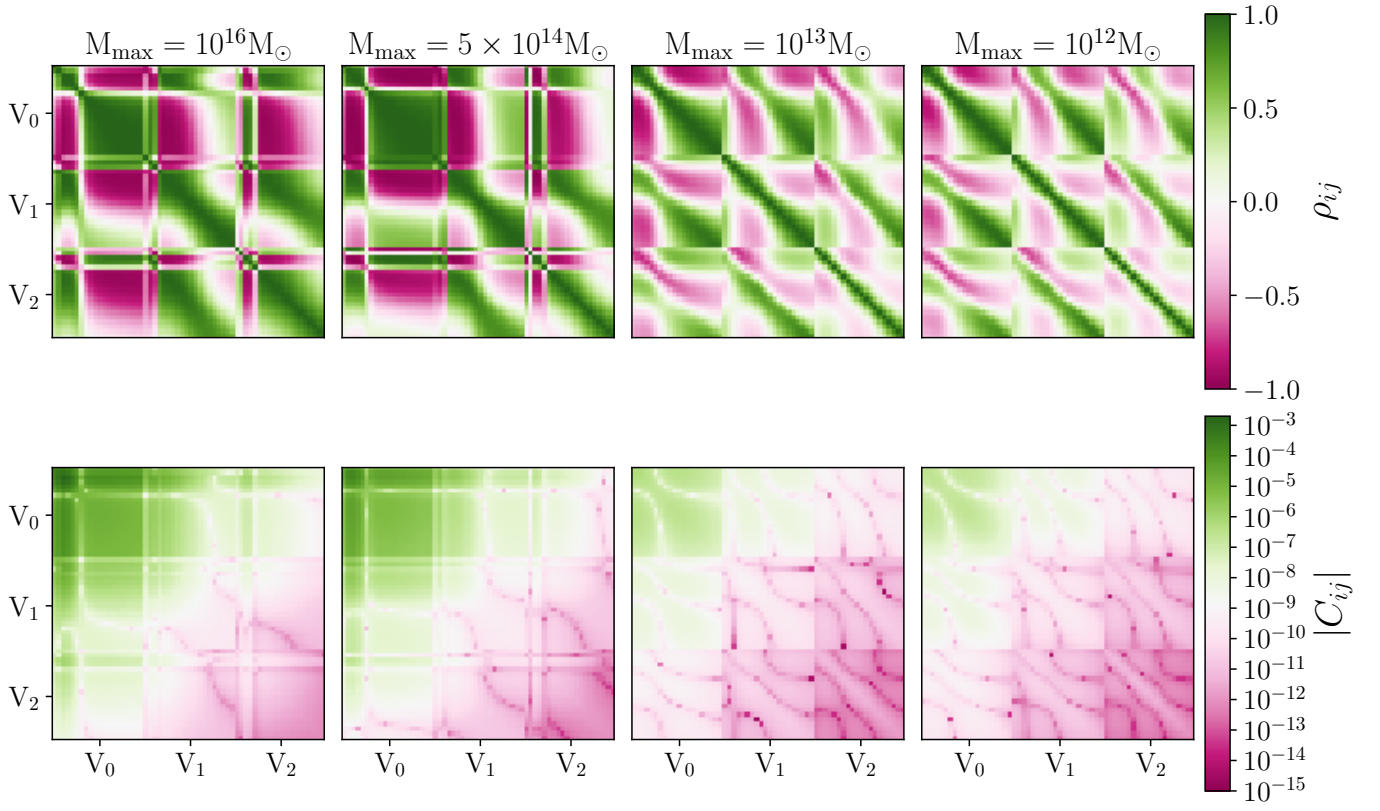 M_max = 10^16 M_⊙
M_max = 5 × 10^14 M_⊙
M_max = 10^13 M_⊙
M_max = 10^12 M_⊙
V_0
V_1
V_2
1.0
0.5
0.0
−0.5
−1.0
ρ_ij
V_0
V_1
V_2
V_0 V_1 V_2
V_0 V_1 V_2
V_0 V_1 V_2
V_0 V_1 V_2
10^−3
10^−4
10^−5
10^−6
10^−7
10^−8
10^−9
10^−10
10^−11
10^−12
10^−13
10^−14
10^−15
|C_ij|